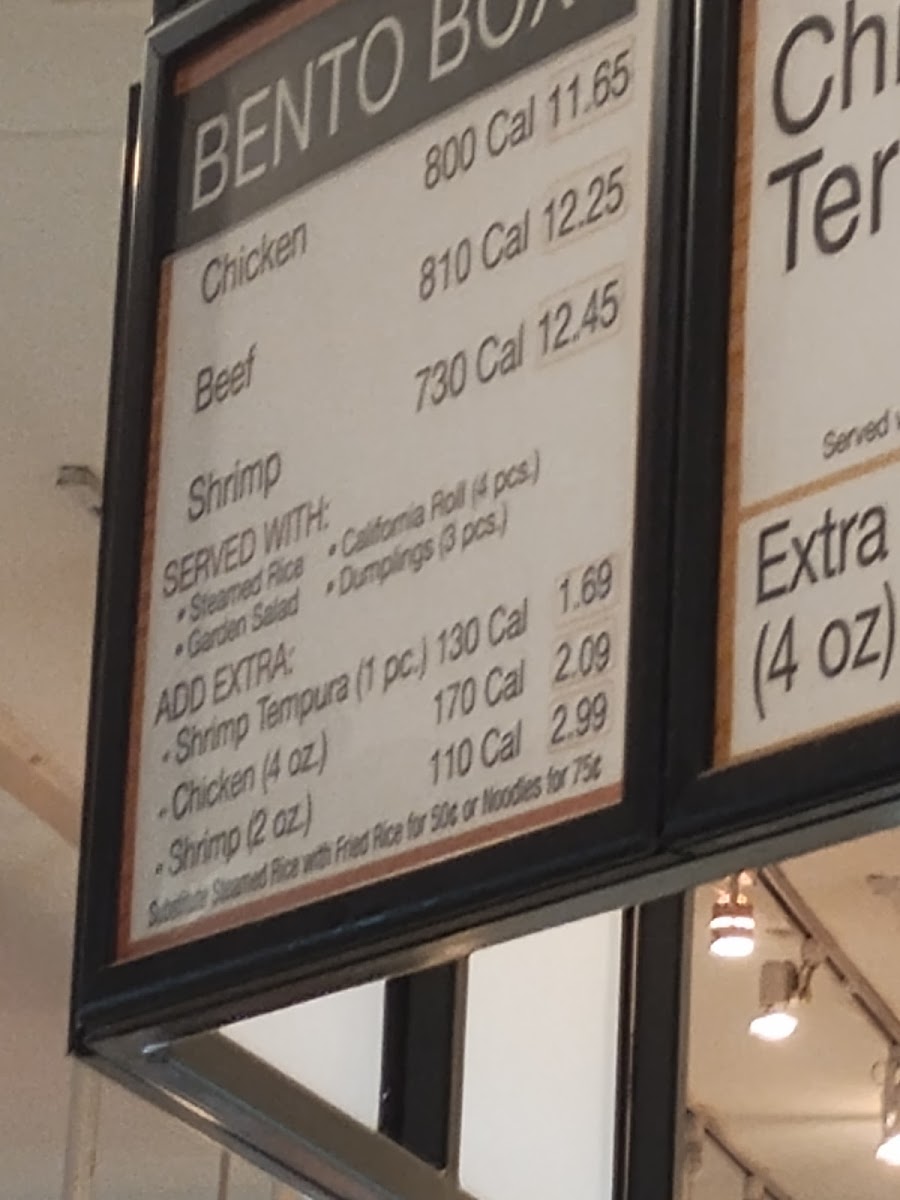 BENTO BOX
Chicken 800 Cal 11.65
Beef 810 Cal 12.25
Shrimp 730 Cal 12.45
SERVED WITH:
• Steamed Rice • California Roll (4 pcs.)
• Garden Salad • Dumplings (3 pcs.)
ADD EXTRA:
• Shrimp Tempura (1 pc.) 130 Cal 1.69
• Chicken (4 oz.) 170 Cal 2.09
• Shrimp (2 oz.) 110 Cal 2.99
Substitute Steamed Rice with Fried Rice for 50¢ or Noodles for 75¢
Chi
Ter
Served
Extra
(4 oz)